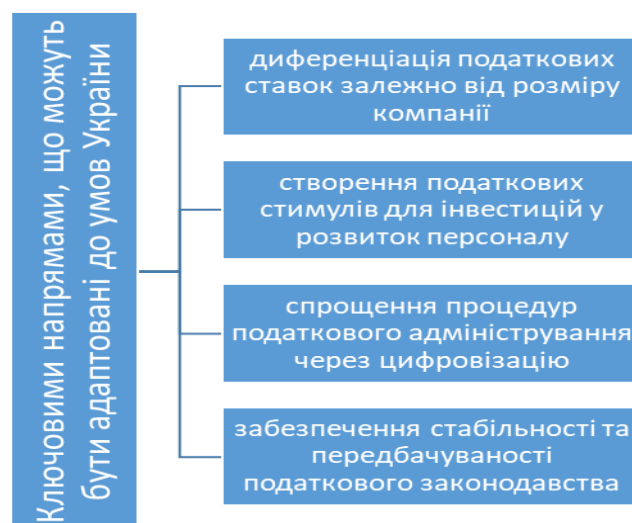 Ключовими напрямами, що можуть
бути адаптовані до умов України
диференціація податкових
ставок залежно від розміру
компанії
створення податкових
стимулів для інвестицій у
розвиток персоналу
спрощення процедур
податкового адміністрування
через цифровізацію
забезпечення стабільності та
передбачуваності
податкового законодавства